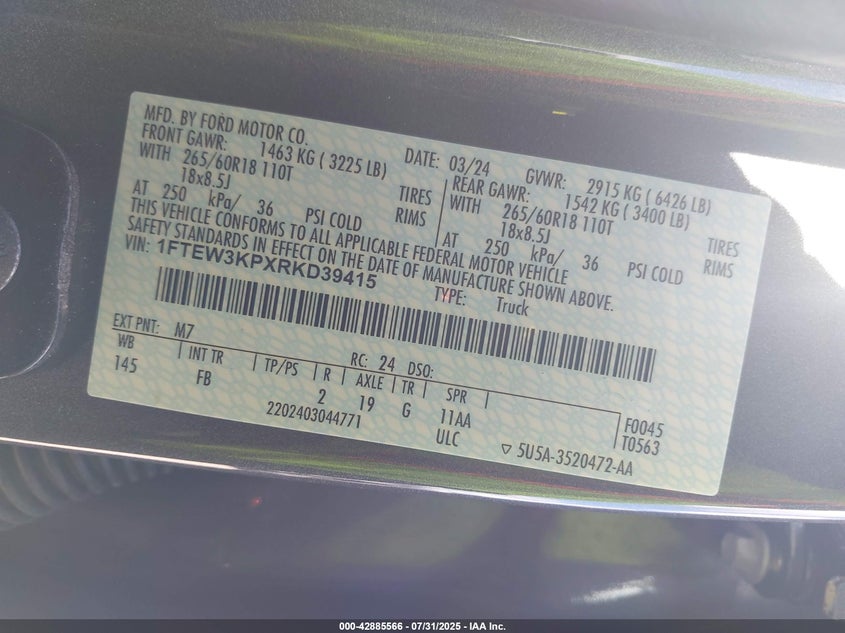 MFD. BY FORD MOTOR CO.
DATE: 03/24 GVWR: 2915 KG ( 6426 LB)
FRONT GAWR: 1463 KG ( 3225 LB) REAR GAWR: 1542 KG ( 3400 LB)
WITH 265/60R18 110T TIRES WITH 265/60R18 110T TIRES
18x8.5J RIMS 18x8.5J RIMS
AT 250 kPa/ 36 PSI COLD AT 250 kPa/ 36 PSI COLD
THIS VEHICLE CONFORMS TO ALL APPLICABLE FEDERAL MOTOR VEHICLE
SAFETY STANDARDS IN EFFECT ON THE DATE OF MANUFACTURE SHOWN ABOVE.
VIN: 1FTEW3KPXRKD39415 TYPE: Truck
EXT PNT: M7 RC: 24 DSO:
WB INT TR TP/PS R AXLE TR SPR
145 FB 2 19 G 11AA F0045
2202403044771 ULC T0563
5U5A-3520472-AA
000-42885566 - 07/31/2025 - IAA Inc.